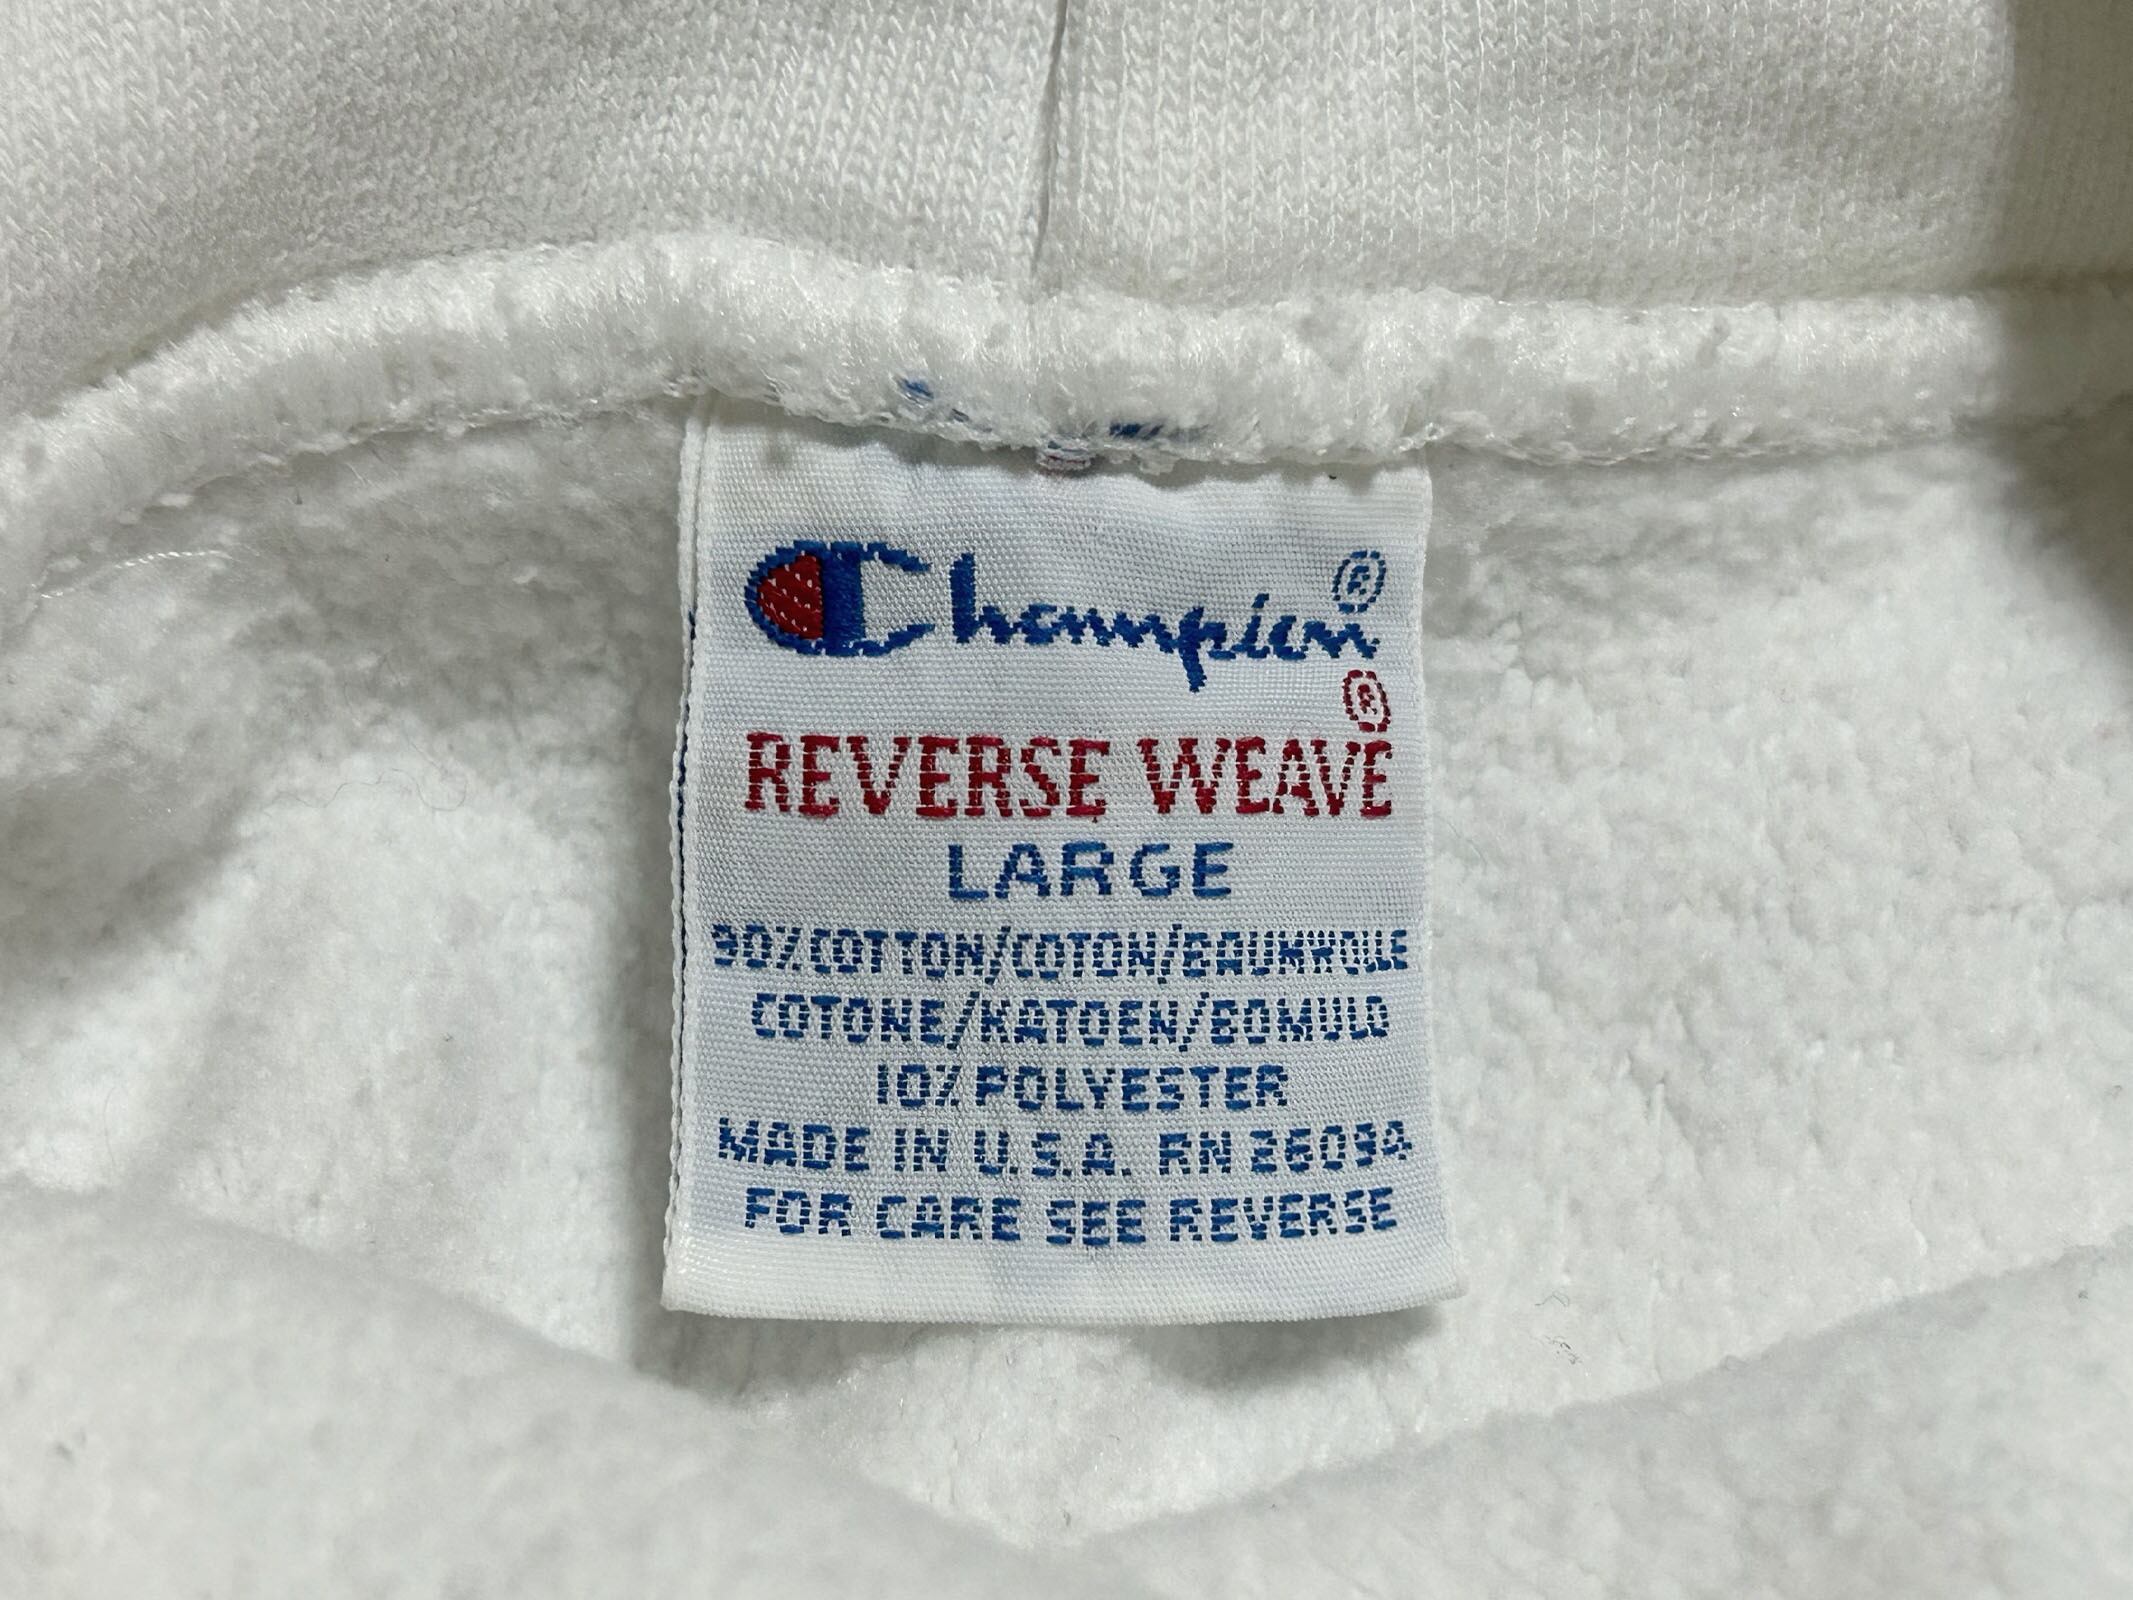 Champion®
REVERSE WEAVE®
LARGE
90% COTTON/COTON/BAUMWOLLE
COTONE/KATOEN/BOMULD
10% POLYESTER
MADE IN U.S.A. RN 26094
FOR CARE SEE REVERSE